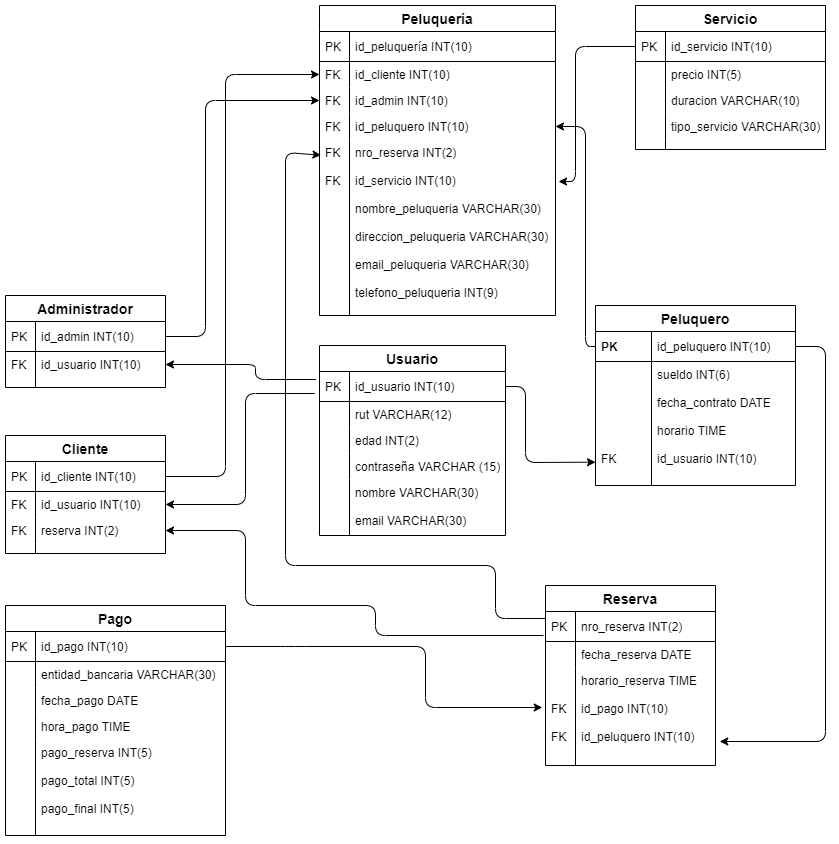 Peluquería
PK id_peluquería INT(10)
FK id_cliente INT(10)
FK id_admin INT(10)
FK id_peluquero INT(10)
FK nro_reserva INT(2)
FK id_servicio INT(10)
nombre_peluqueria VARCHAR(30)
direccion_peluqueria VARCHAR(30)
email_peluqueria VARCHAR(30)
telefono_peluqueria INT(9)
Servicio
PK id_servicio INT(10)
precio INT(5)
duracion VARCHAR(10)
tipo_servicio VARCHAR(30)
Administrador
PK id_admin INT(10)
FK id_usuario INT(10)
Usuario
PK id_usuario INT(10)
rut VARCHAR(12)
edad INT(2)
contraseña VARCHAR (15)
nombre VARCHAR(30)
email VARCHAR(30)
Peluquero
PK id_peluquero INT(10)
sueldo INT(6)
fecha_contrato DATE
horario TIME
FK id_usuario INT(10)
Cliente
PK id_cliente INT(10)
FK id_usuario INT(10)
FK reserva INT(2)
Pago
PK id_pago INT(10)
entidad_bancaria VARCHAR(30)
fecha_pago DATE
hora_pago TIME
pago_reserva INT(5)
pago_total INT(5)
pago_final INT(5)
Reserva
PK nro_reserva INT(2)
fecha_reserva DATE
horario_reserva TIME
FK id_pago INT(10)
FK id_peluquero INT(10)